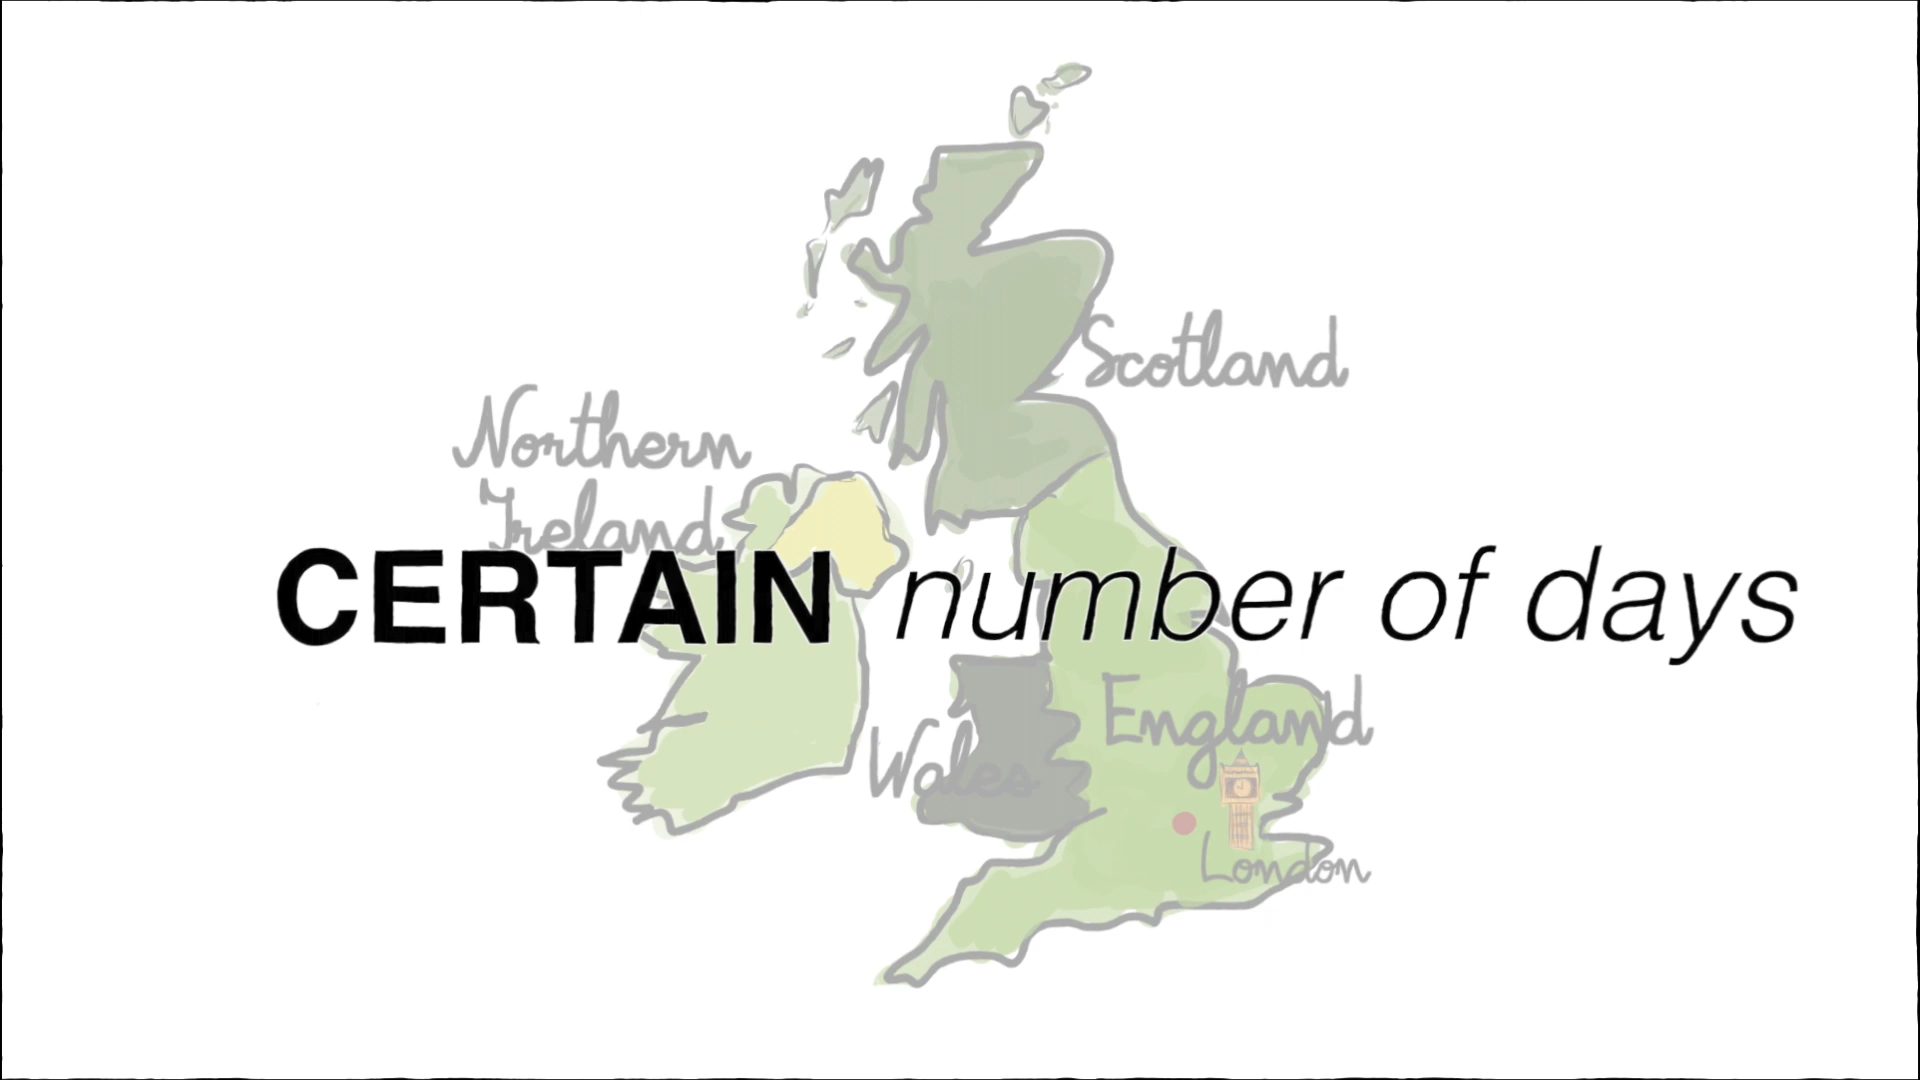 Scotland
Northern
Ireland
CERTAIN number of days
England
Wales
London